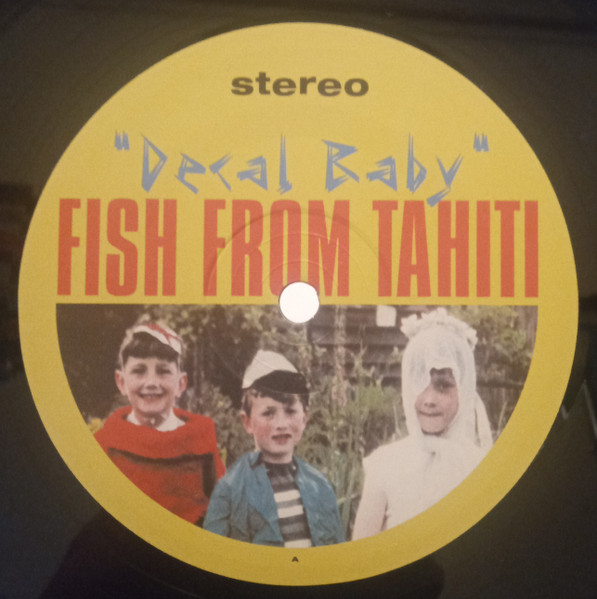 stereo
"Decal Baby"
FISH FROM TAHITI
A